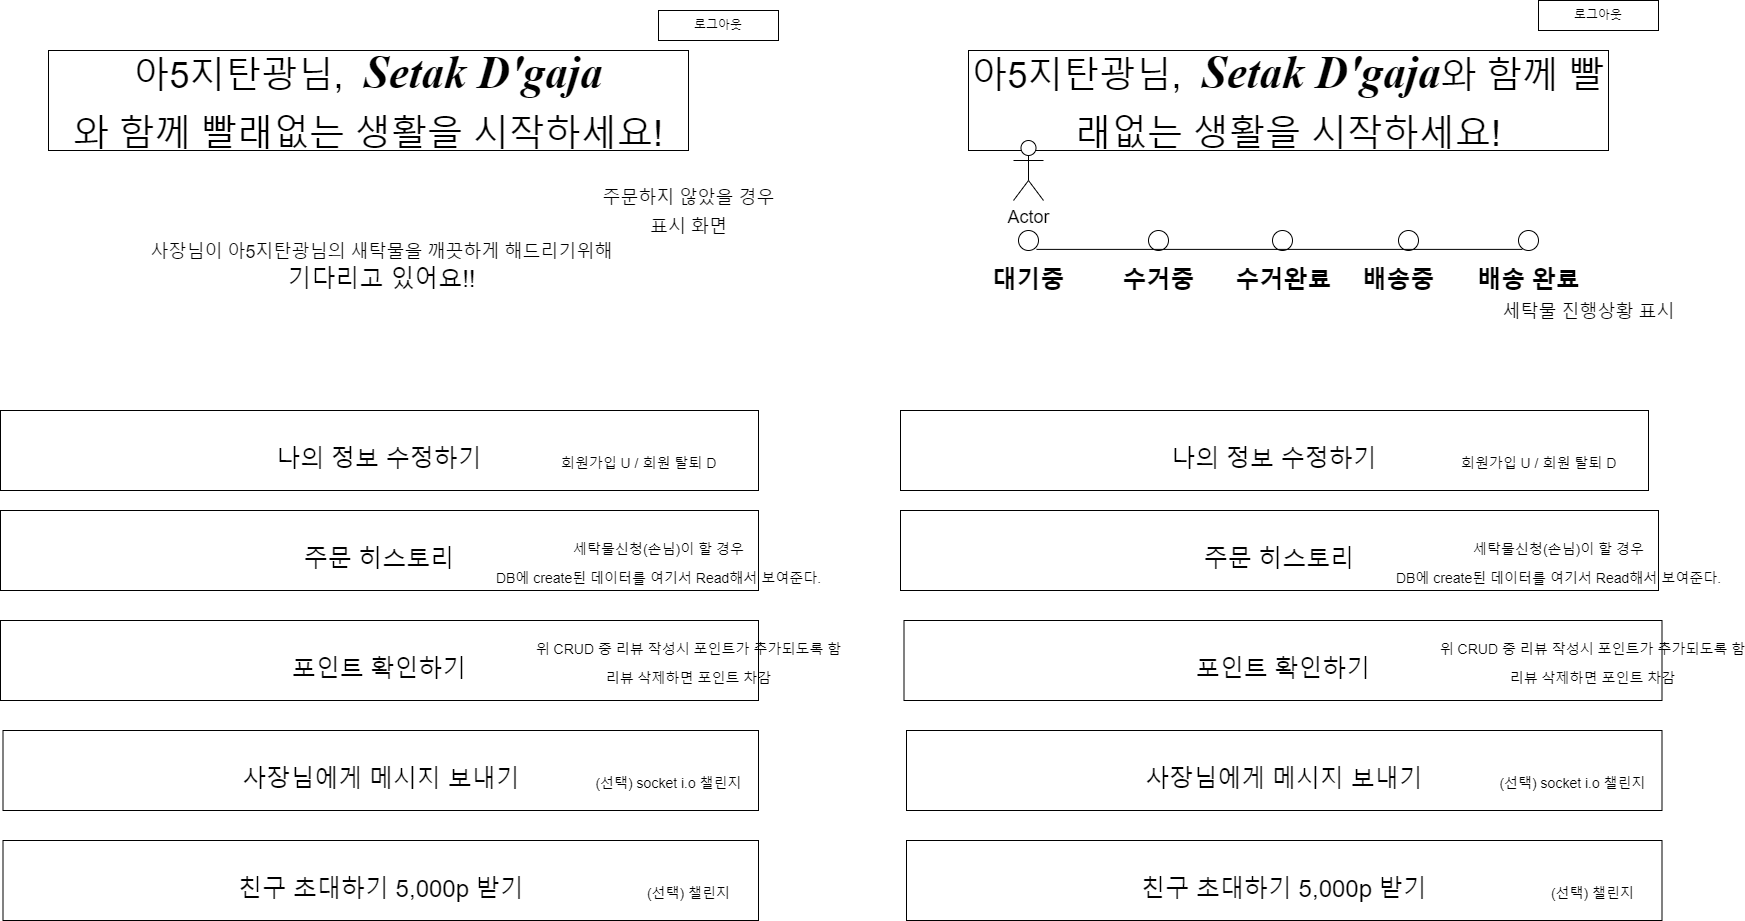 로그아웃
아5지탄광님, Setak D'gaja
와 함께 빨래없는 생활을 시작하세요!
주문하지 않았을 경우
표시 화면
사장님이 아5지탄광님의 새탁물을 깨끗하게 해드리기위해
기다리고 있어요!!
나의 정보 수정하기
회원가입 U / 회원 탈퇴 D
주문 히스토리
세탁물신청(손님)이 할 경우
DB에 create된 데이터를 여기서 Read해서 보여준다.
포인트 확인하기
위 CRUD 중 리뷰 작성시 포인트가 추가되도록 함
리뷰 삭제하면 포인트 차감
사장님에게 메시지 보내기
(선택) socket i.o 챌린지
친구 초대하기 5,000p 받기
(선택) 챌린지
로그아웃
아5지탄광님, Setak D'gaja와 함께 빨
래없는 생활을 시작하세요!
Actor
대기중 수거중 수거완료 배송중 배송 완료
세탁물 진행상황 표시
나의 정보 수정하기
회원가입 U / 회원 탈퇴 D
주문 히스토리
세탁물신청(손님)이 할 경우
DB에 create된 데이터를 여기서 Read해서 보여준다.
포인트 확인하기
위 CRUD 중 리뷰 작성시 포인트가 추가되도록 함
리뷰 삭제하면 포인트 차감
사장님에게 메시지 보내기
(선택) socket i.o 챌린지
친구 초대하기 5,000p 받기
(선택) 챌린지